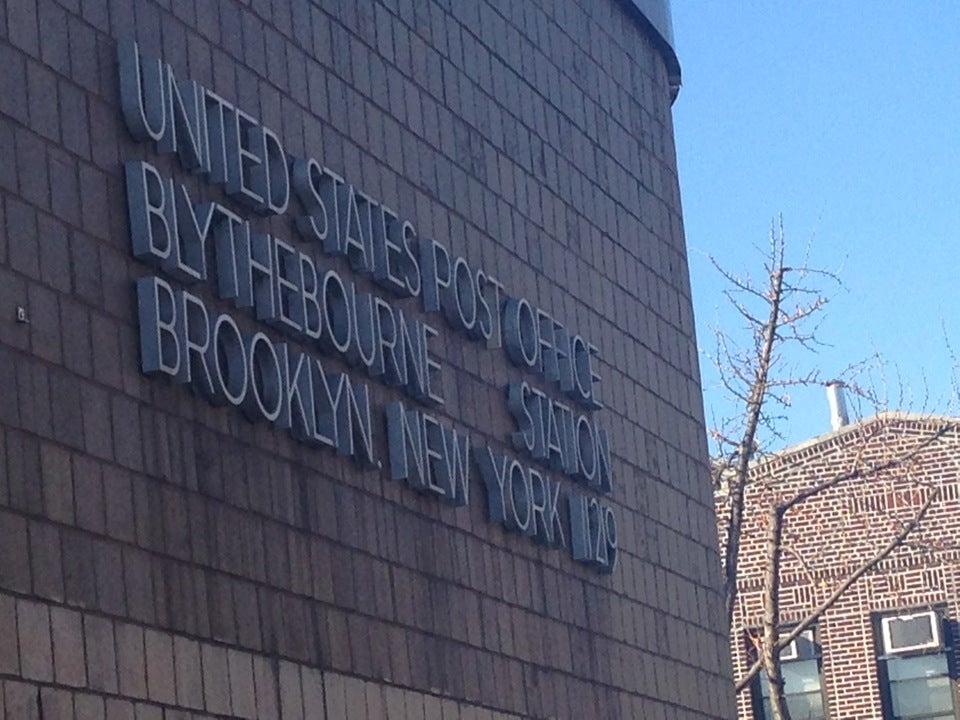 UNITED STATES POST OFFICE
BLYTHEBOURNE STATION
BROOKLYN, NEW YORK 11219